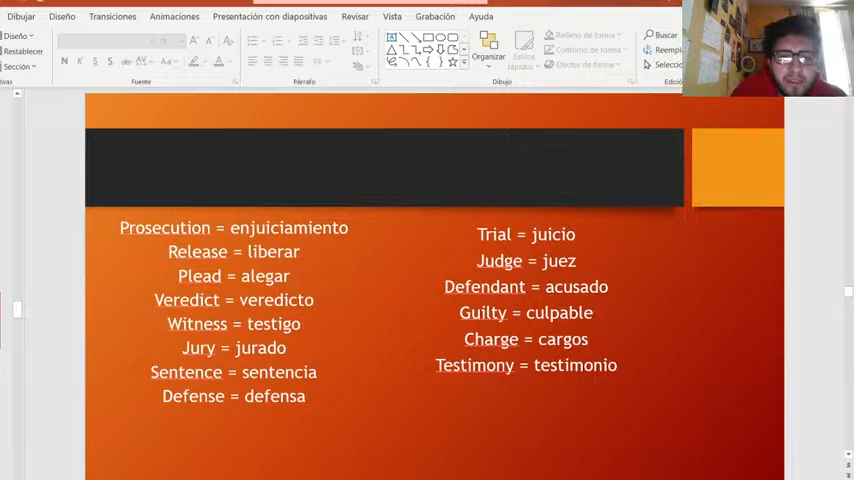 Dibujar Diseño Transiciones Animaciones Presentación con diapositivas Revisar Vista Grabación Ayuda
Diseño
Restablecer
Sección
Fuente
Párrafo
Organizar
Estilos
rápidos
Dibujo
Relleno de forma
Contorno de forma
Efectos de forma
Buscar
Prosecution = enjuiciamiento
Release = liberar
Plead = alegar
Veredict = veredicto
Witness = testigo
Jury = jurado
Sentence = sentencia
Defense = defensa
Trial = juicio
Judge = juez
Defendant = acusado
Guilty = culpable
Charge = cargos
Testimony = testimonio